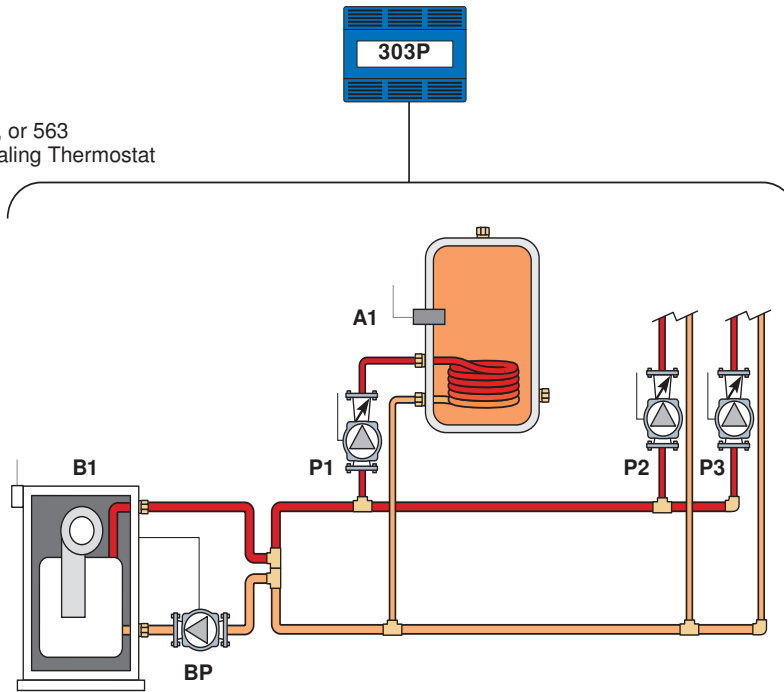 303P
, or 563
aling Thermostat
A1
P1
P2
P3
B1
BP